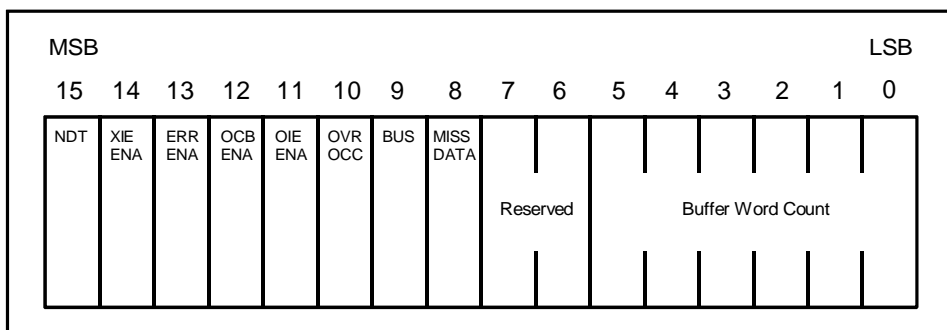 MSB LSB
15 14 13 12 11 10 9 8 7 6 5 4 3 2 1 0
NDT XIE ERR OCB OIE OVR BUS MISS
ENA ENA ENA ENA OCC DATA
Reserved Buffer Word Count